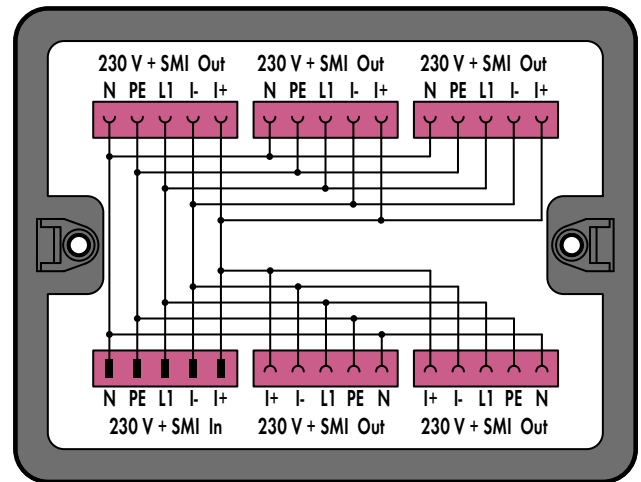 230 V + SMI Out 230 V + SMI Out 230 V + SMI Out
N PE L1 I- I+ N PE L1 I- I+ N PE L1 I- I+
N PE L1 I- I+ I+ I- L1 PE N I+ I- L1 PE N
230 V + SMI In 230 V + SMI Out 230 V + SMI Out